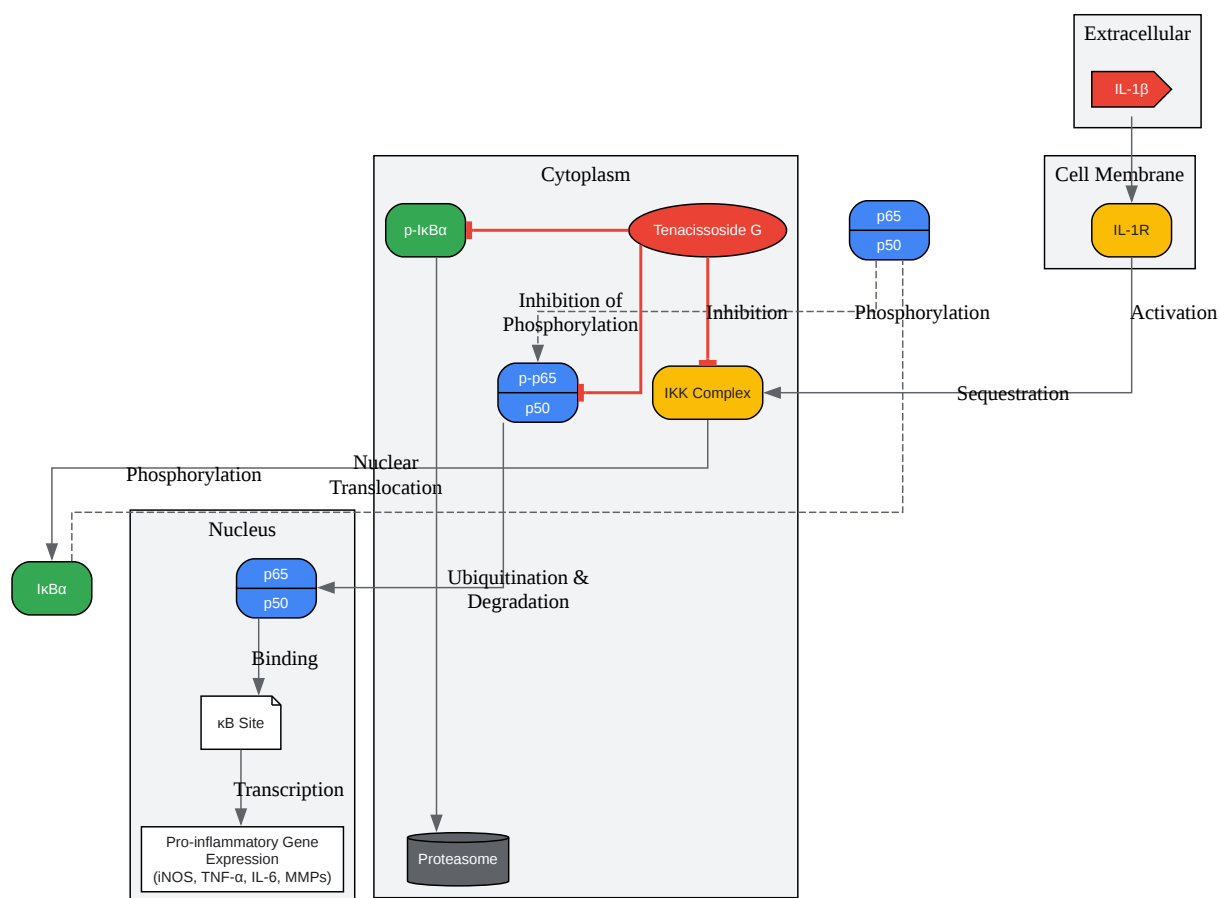 Extracellular
IL-1β
Cytoplasm
Cell Membrane
p-IκBα
Tenacissoside G
p65
p50
IL-1R
Inhibition of
Phosphorylation
Inhibition
Phosphorylation
Activation
p-p65
p50
IKK Complex
Sequestration
Phosphorylation
Nuclear
Translocation
Nucleus
IκBα
p65
p50
Ubiquitination &
Degradation
Binding
κB Site
Transcription
Pro-inflammatory Gene
Expression
(iNOS, TNF-α, IL-6, MMPs)
Proteasome